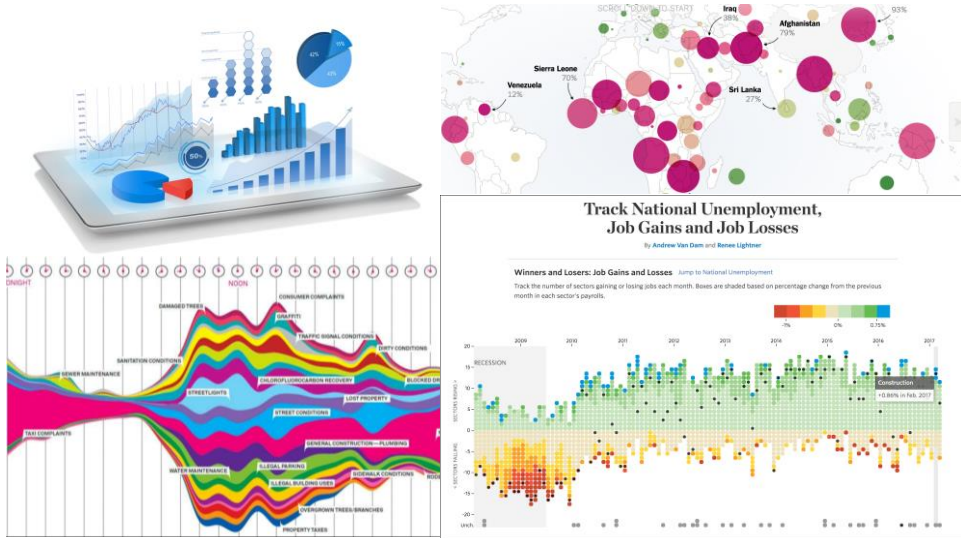 42%
50%
SCROLL DOWN TO START
Iraq
38%
Afghanistan
79%
93%
Sierra Leone
70%
Venezuela
12%
Sri Lanka
27%
NOON
CONSUMER COMPLAINTS
DAMAGED TREES
GRAFFITI
TRAFFIC SIGNAL CONDITIONS
DIRTY CONDITIONS
SANITATION CONDITIONS
SEWER MAINTENANCE
CHLOROFLUOROCARBON RECOVERY
STREETLIGHTS
LOST PROPERTY
STREET CONDITIONS
TAXI COMPLAINTS
GENERAL CONSTRUCTION—PLUMBING
WATER MAINTENANCE
ILLEGAL PARKING
SIDEWALK CONDITIONS
ILLEGAL BUILDING USES
OVERGROWN TREES/BRANCHES
PROPERTY TAXES
Track National Unemployment,
Job Gains and Job Losses
By Andrew Van Dam and Renee Lightner
Winners and Losers: Job Gains and Losses Jump to National Unemployment
Track the number of sectors gaining or losing jobs each month. Boxes are shaded based on percentage change from the previous
month in each sector's payrolls.
-1% 0% 0.75%
2009 2010 2011 2012 2013 2014 2015 2016 2017
RECESSION
Construction
+0.86% in Feb. 2017
SECTORS RISING >
< SECTORS FALLING
20
15
10
5
0
-5
-10
-15
-20
Unch.